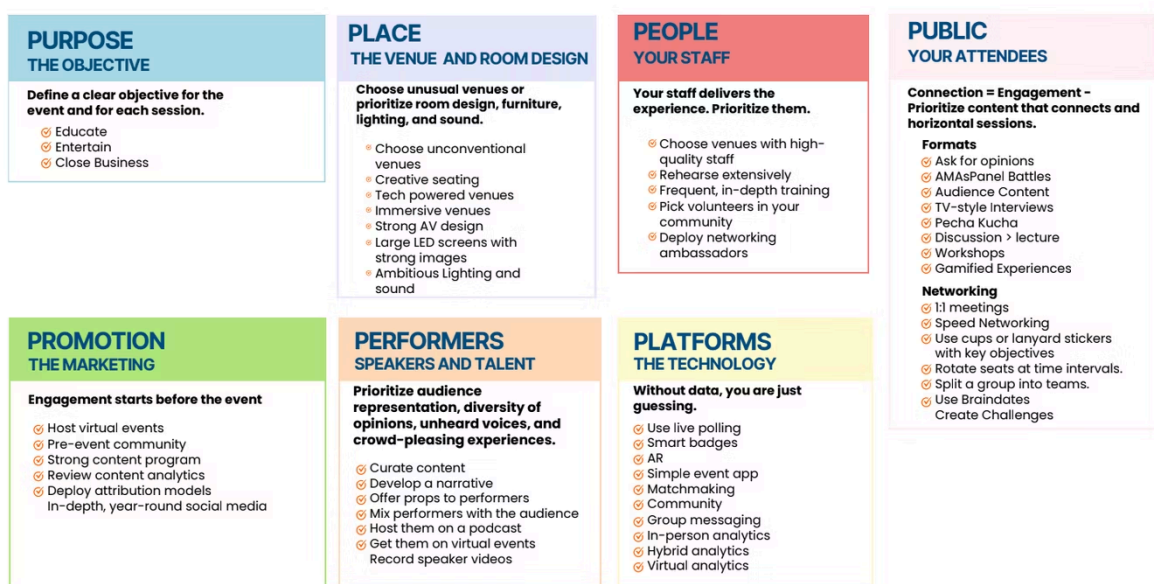 PURPOSE
THE OBJECTIVE
Define a clear objective for the
event and for each session.
Educate
Entertain
Close Business
PLACE
THE VENUE AND ROOM DESIGN
Choose unusual venues or
prioritize room design, furniture,
lighting, and sound.
Choose unconventional
venues
Creative seating
Tech powered venues
Immersive venues
Strong AV design
Large LED screens with
strong images
Ambitious Lighting and
sound
PEOPLE
YOUR STAFF
Your staff delivers the
experience. Prioritize them.
Choose venues with high-
quality staff
Rehearse extensively
Frequent, in-depth training
Pick volunteers in your
community
Deploy networking
ambassadors
PUBLIC
YOUR ATTENDEES
Connection = Engagement -
Prioritize content that connects and
horizontal sessions.
Formats
Ask for opinions
AMAsPanel Battles
Audience Content
TV-style Interviews
Pecha Kucha
Discussion > lecture
Workshops
Gamified Experiences
Networking
1:1 meetings
Speed Networking
Use cups or lanyard stickers
with key objectives
Rotate seats at time intervals.
Split a group into teams.
Use Braindates
Create Challenges
PROMOTION
THE MARKETING
Engagement starts before the event
Host virtual events
Pre-event community
Strong content program
Review content analytics
Deploy attribution models
In-depth, year-round social media
PERFORMERS
SPEAKERS AND TALENT
Prioritize audience
representation, diversity of
opinions, unheard voices, and
crowd-pleasing experiences.
Curate content
Develop a narrative
Offer props to performers
Mix performers with the audience
Host them on a podcast
Get them on virtual events
Record speaker videos
PLATFORMS
THE TECHNOLOGY
Without data, you are just
guessing.
Use live polling
Smart badges
AR
Simple event app
Matchmaking
Community
Group messaging
In-person analytics
Hybrid analytics
Virtual analytics